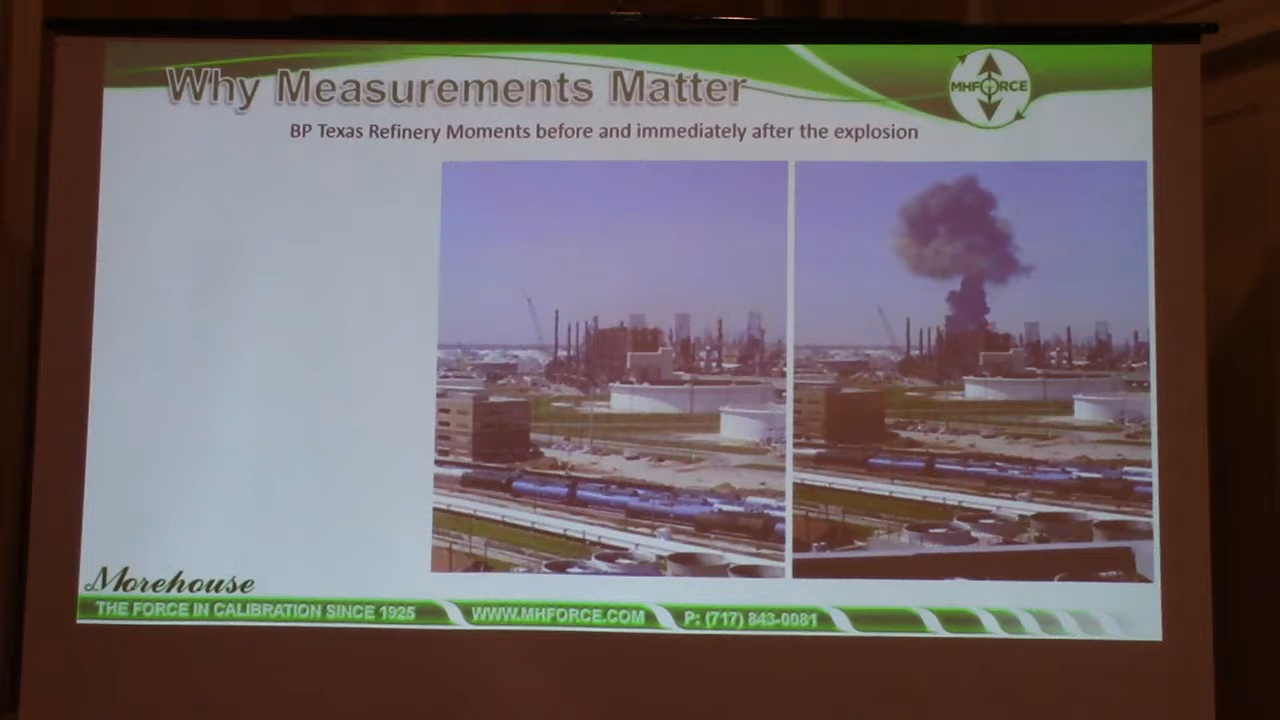 Why Measurements Matter
MHFORCE
BP Texas Refinery Moments before and immediately after the explosion
Morehouse
THE FORCE IN CALIBRATION SINCE 1925
WWW.MHFORCE.COM
P: (717) 843-0081